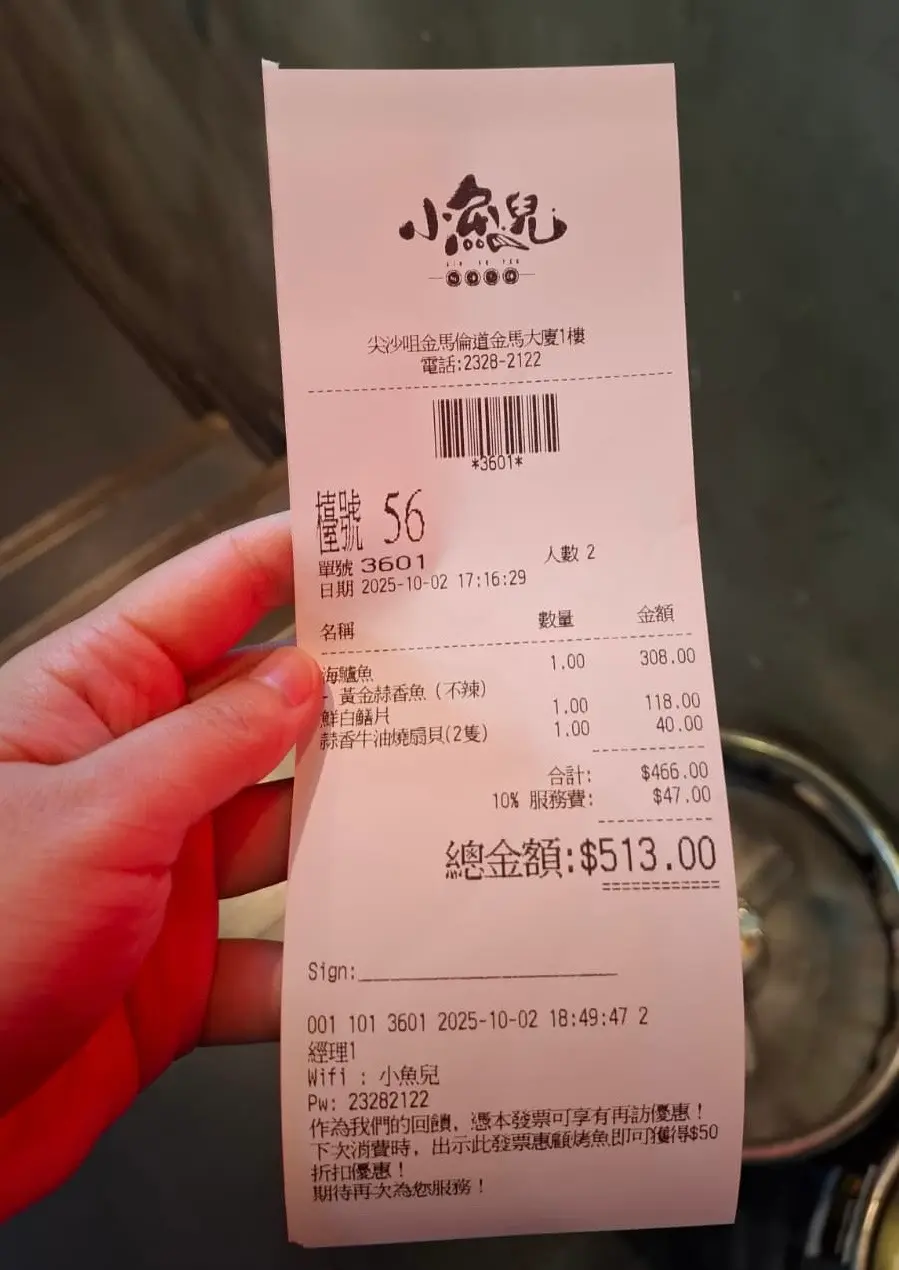 小魚兒
尖沙咀金馬倫道金馬大廈1樓
電話:2328-2122
*3601*
檯號 56
單號 3601 人數 2
日期 2025-10-02 17:16:29
名稱 數量 金額
海鱸魚 1.00 308.00
- 黃金蒜香魚（不辣）
鮮白鱔片 1.00 118.00
蒜香牛油燒扇貝(2隻) 1.00 40.00
合計: $466.00
10% 服務費: $47.00
總金額:$513.00
Sign:
001 101 3601 2025-10-02 18:49:47 2
經理1
Wifi : 小魚兒
Pw: 23282122
作為我們的回饋，憑本發票可享有再訪優惠！
下次消費時，出示此發票惠顧烤魚即可獲得$50
折扣優惠！
期待再次為您服務！